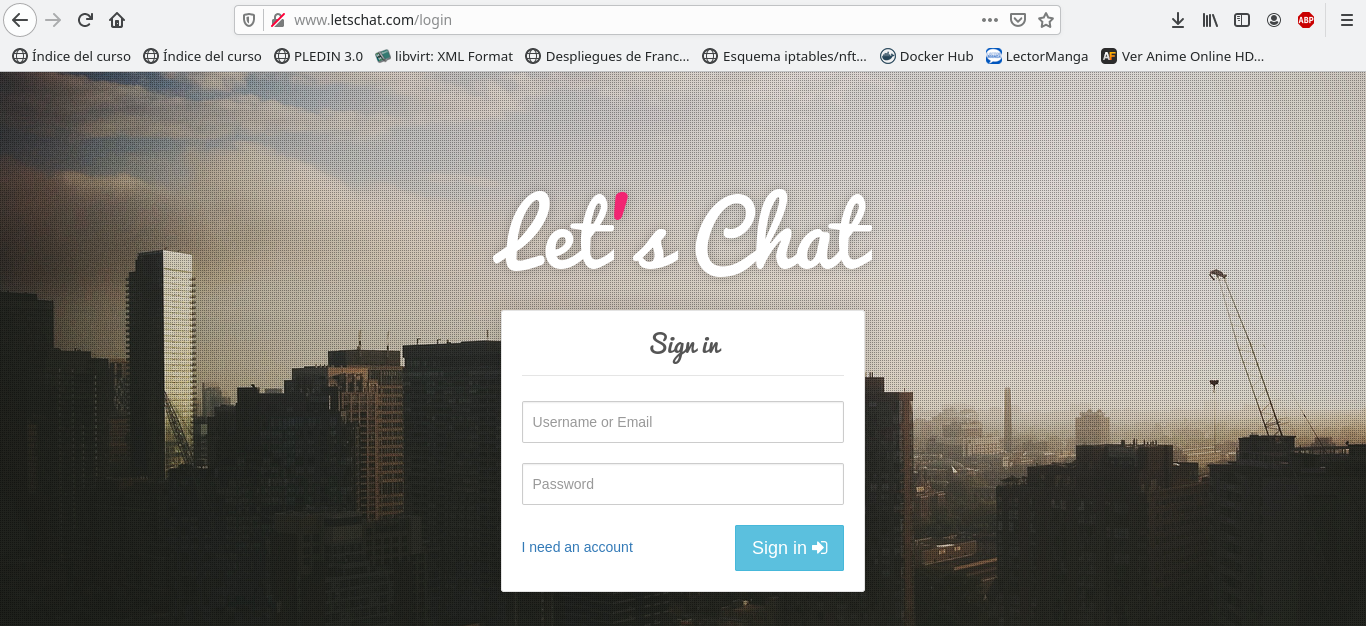 www.letschat.com/login
ABP
Índice del curso Índice del curso PLEDIN 3.0 libvirt: XML Format Despliegues de Franc... Esquema iptables/nft... Docker Hub LectorManga AF Ver Anime Online HD...
Let's Chat
Sign in
Username or Email
Password
I need an account Sign in